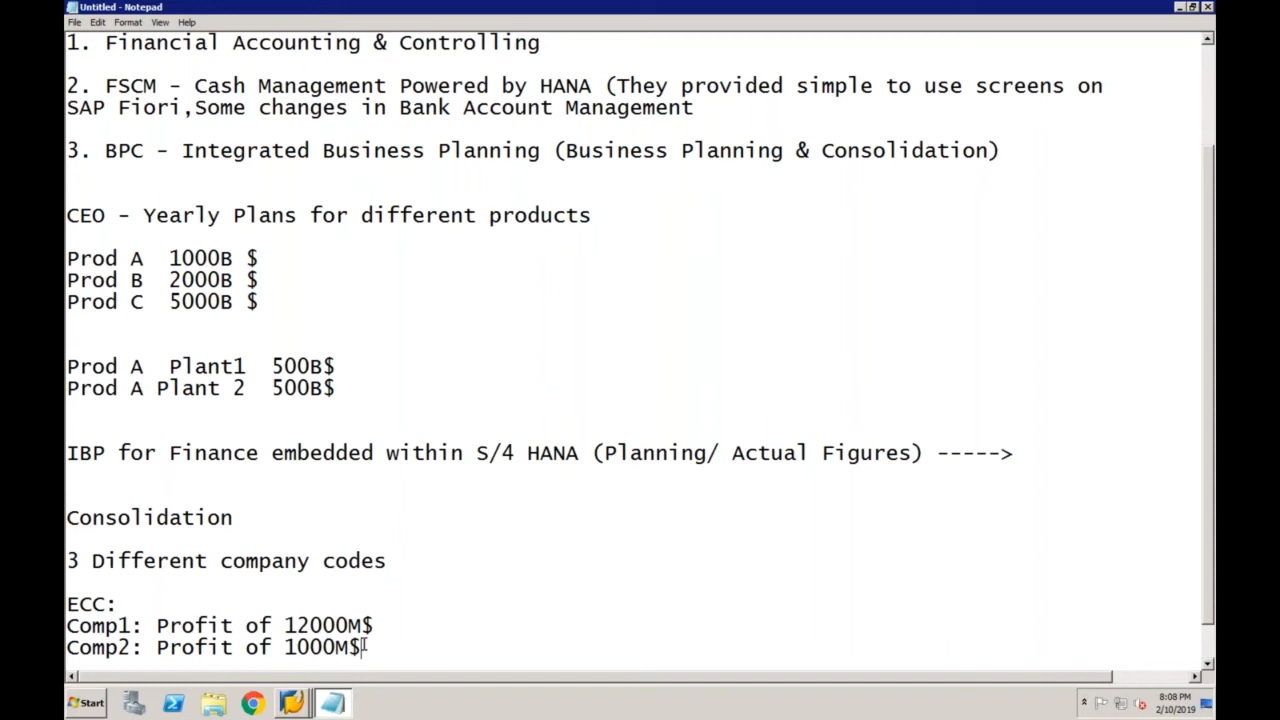 Untitled - Notepad
File Edit Format View Help
1. Financial Accounting & Controlling
2. FSCM - Cash Management Powered by HANA (They provided simple to use screens on
SAP Fiori,Some changes in Bank Account Management
3. BPC - Integrated Business Planning (Business Planning & Consolidation)
CEO - Yearly Plans for different products
Prod A 1000B $
Prod B 2000B $
Prod C 5000B $
Prod A Plant1 500B$
Prod A Plant 2 500B$
IBP for Finance embedded within S/4 HANA (Planning/ Actual Figures) ----->
Consolidation
3 Different company codes
ECC:
Comp1: Profit of 12000M$
Comp2: Profit of 1000M$
Start
8:08 PM
2/10/2019